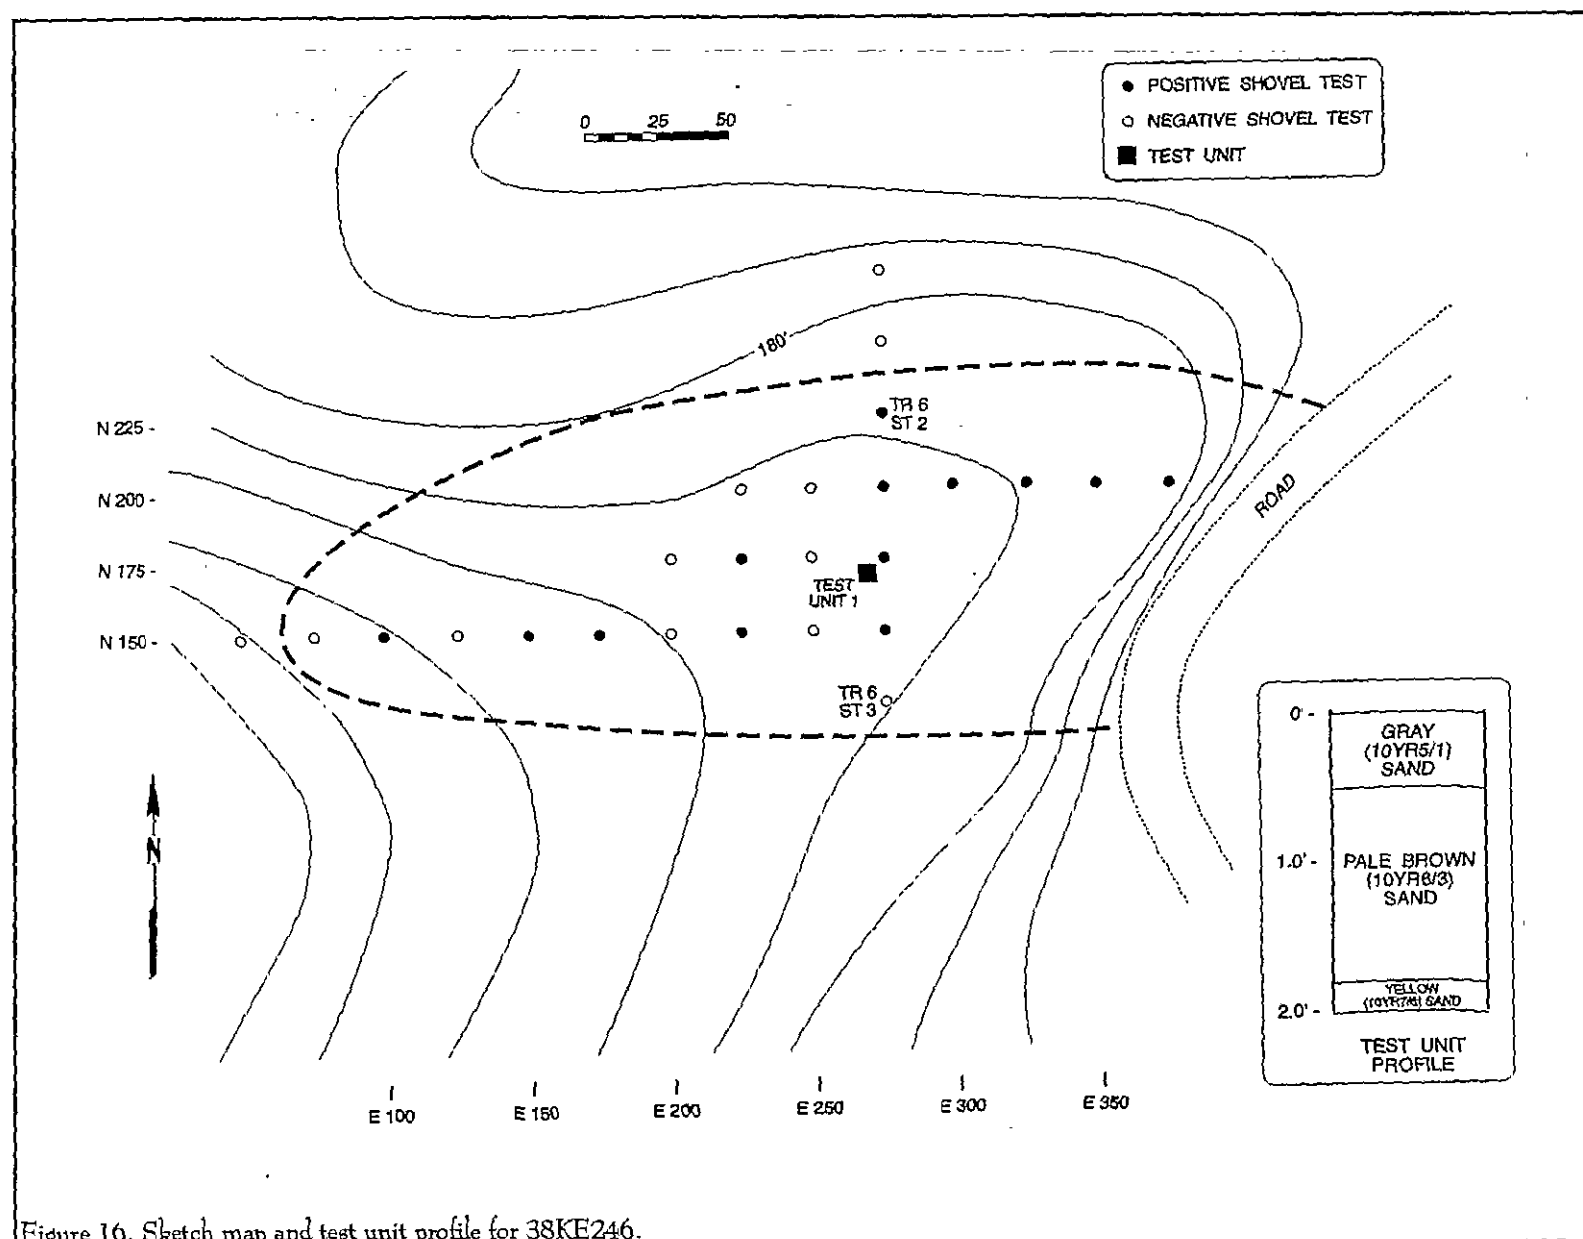 POSITIVE SHOVEL TEST
NEGATIVE SHOVEL TEST
TEST UNIT
0 25 50
180'
TR 6
ST 2
N 225 -
N 200 -
ROAD
N 175 -
TEST
UNIT 1
N 150 -
TR 6
ST 3
N
0' -
GRAY
(10YR5/1)
SAND
1.0' -
PALE BROWN
(10YR6/3)
SAND
YELLOW
SAND
2.0' -
TEST UNIT
PROFILE
E 100
E 150
E 200
E 250
E 300
E 350
Figure 16. Sketch map and test unit profile for 38KE246.